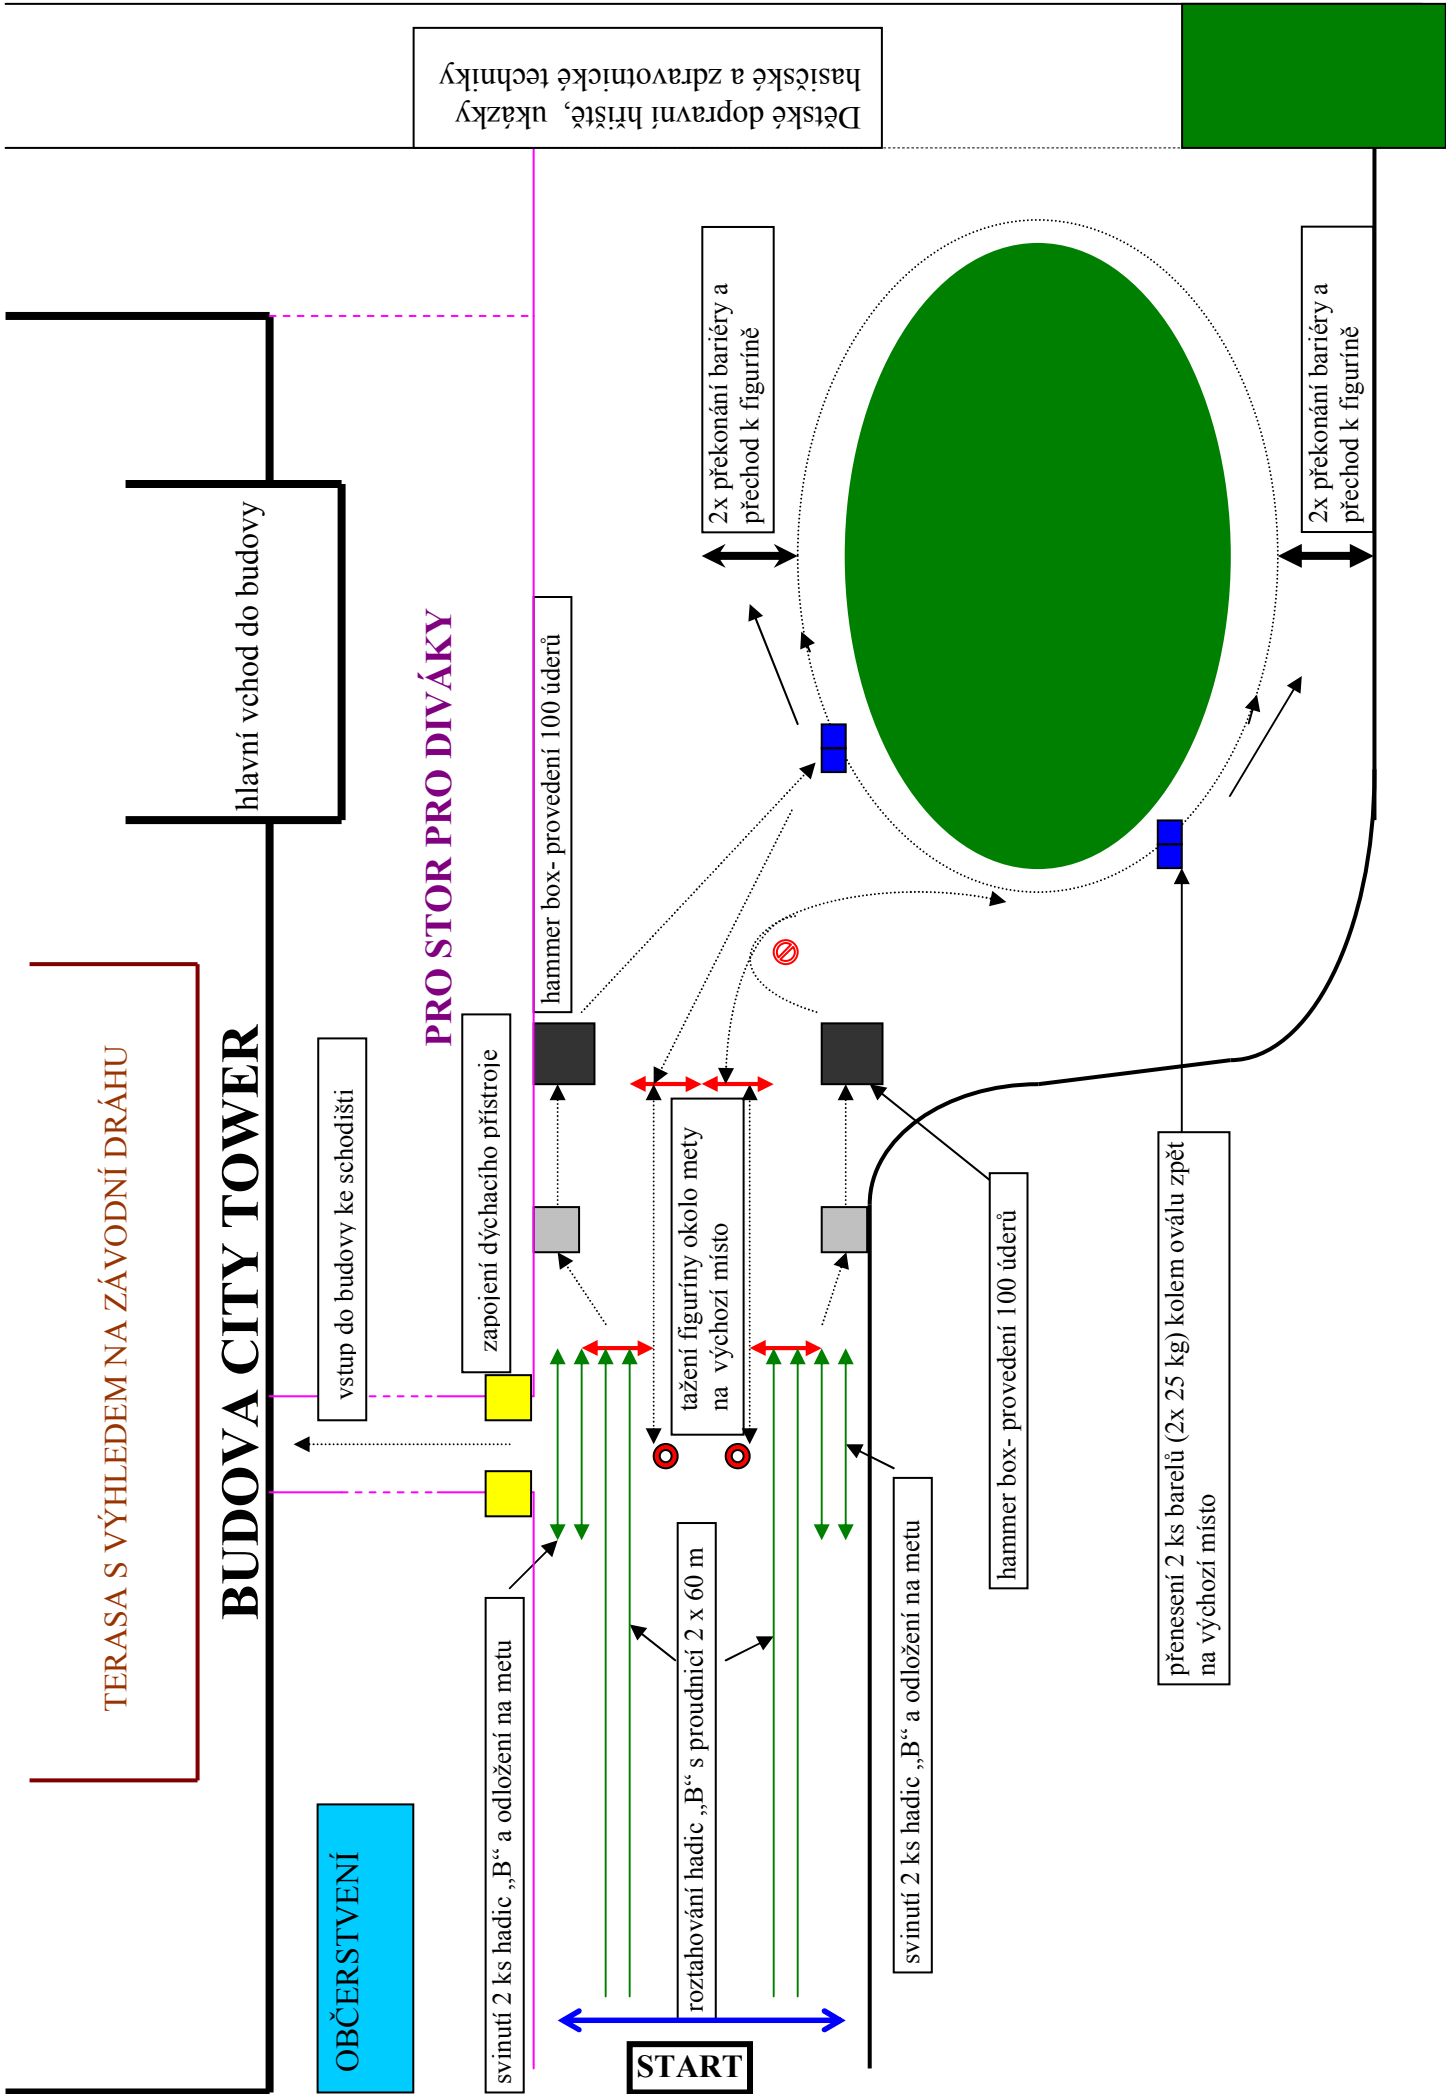 Dětské dopravní hřiště, ukázky
hasičské a zdravotnické techniky
TERASA S VÝHLEDEM NA ZÁVODNÍ DRÁHU
BUDOVA CITY TOWER
hlavní vchod do budovy
OBČERSTVENÍ
vstup do budovy ke schodišti
PROSTOR PRO DIVÁKY
zapojení dýchacího přístroje
svinutí 2 ks hadic „B“ a odložení na metu
hammer box- provedení 100 úderů
START
roztahování hadic „B“ s proudnicí 2 x 60 m
tažení figuríny okolo mety
na výchozí místo
2x překonání bariéry a
přechod k figuríně
svinutí 2 ks hadic „B“ a odložení na metu
hammer box- provedení 100 úderů
přenesení 2 ks barelů (2x 25 kg) kolem oválu zpět
na výchozí místo
2x překonání bariéry a
přechod k figuríně